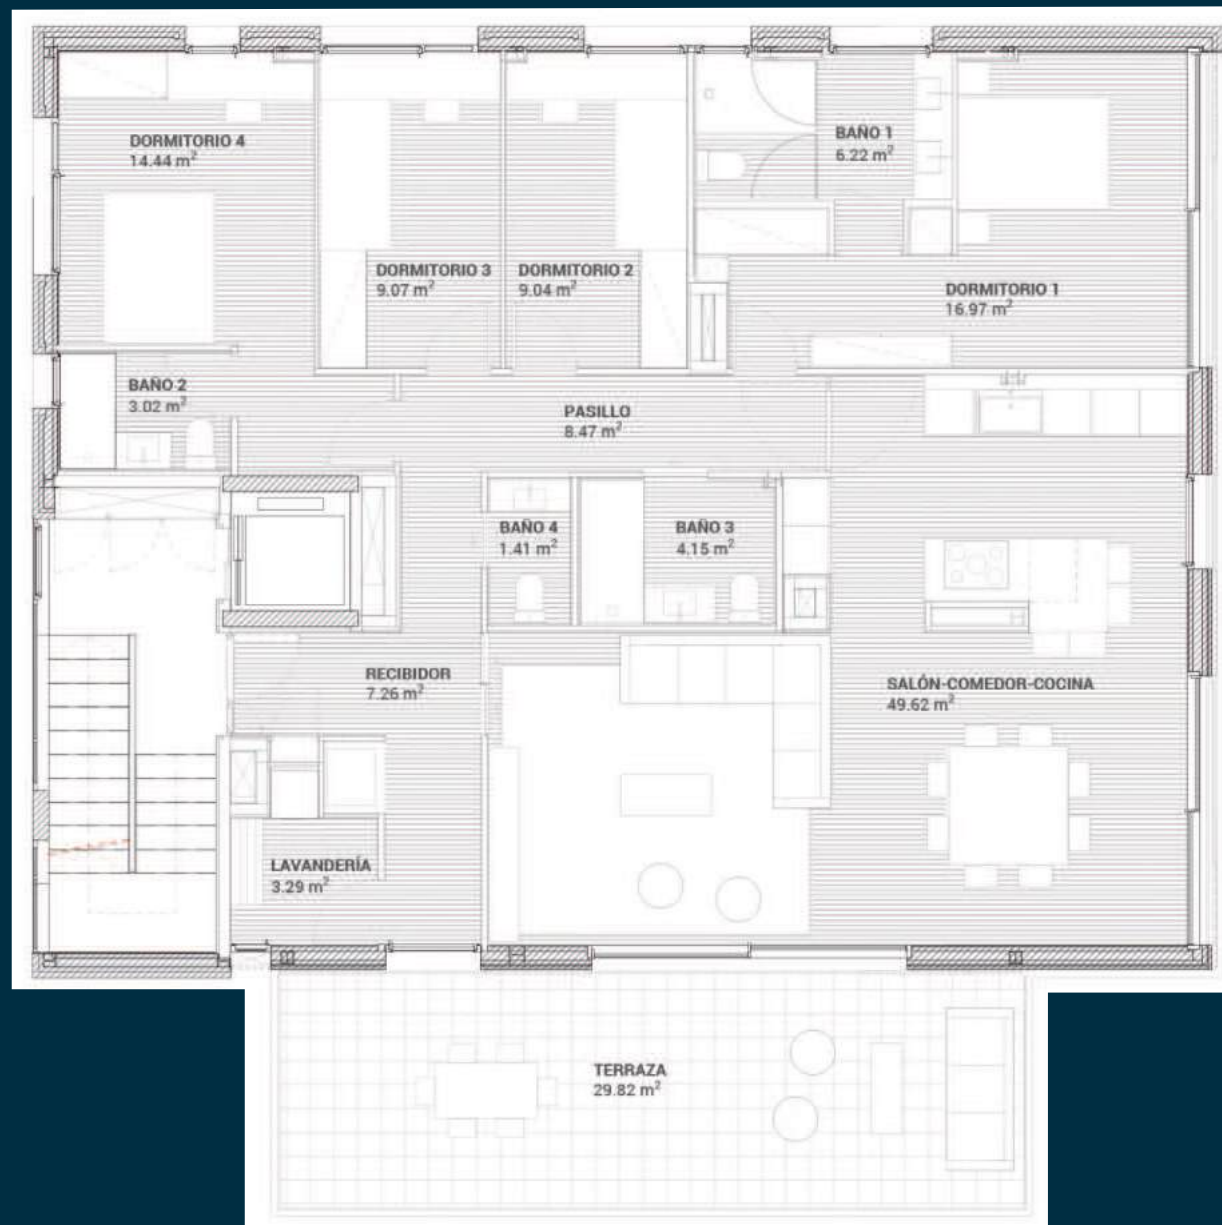 DORMITORIO 4
14.44 m²
BAÑO 1
6.22 m²
DORMITORIO 3
9.07 m²
DORMITORIO 2
9.04 m²
DORMITORIO 1
16.97 m²
BAÑO 2
3.02 m²
PASILLO
8.47 m²
BAÑO 4
1.41 m²
BAÑO 3
4.15 m²
RECIBIDOR
7.26 m²
SALÓN-COMEDOR-COCINA
49.62 m²
LAVANDERÍA
3.29 m²
TERRAZA
29.82 m²